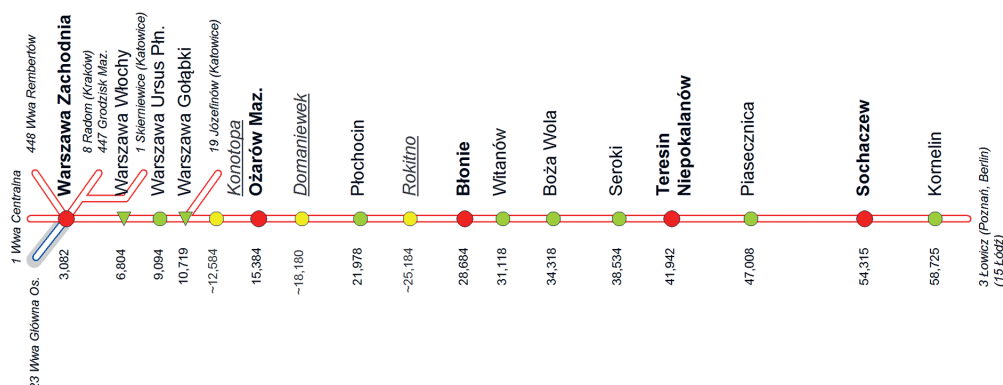 448 Wwa Rembertów
8 Radom (Kraków)
447 Grodzisk Maz.
1 Skierniewice (Katowice)
19 Józefinów (Katowice)
1 Wwa Centralna
23 Wwa Główna Os.
Warszawa Zachodnia
Warszawa Włochy
Warszawa Ursus Płn.
Warszawa Gołąbki
Konotopa
Ożarów Maz.
Domaniewek
Płochocin
Rokitno
Błonie
Witanów
Boża Wola
Seroki
Teresin
Niepokalanów
Piasecznica
Sochaczew
Kornelin
3,082
6,804
9,094
10,719
~12,584
15,384
~18,180
21,978
~25,184
28,684
31,118
34,318
38,534
41,942
47,008
54,315
58,725
3 Łowicz (Poznań, Berlin)
(15 Łódź)